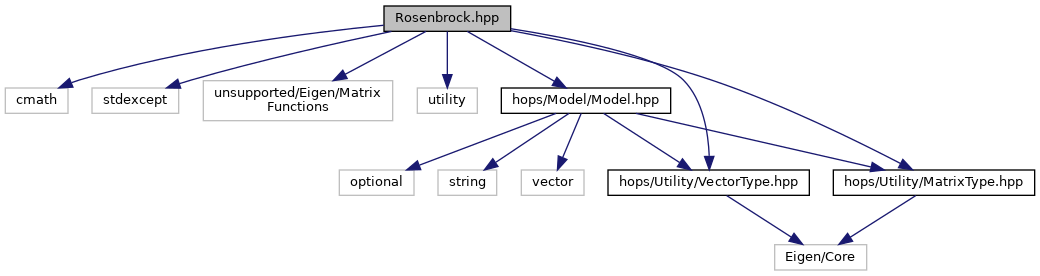 Rosenbrock.hpp
cmath
stdexcept
unsupported/Eigen/Matrix
Functions
utility
hops/Model/Model.hpp
optional
string
vector
hops/Utility/VectorType.hpp
hops/Utility/MatrixType.hpp
Eigen/Core